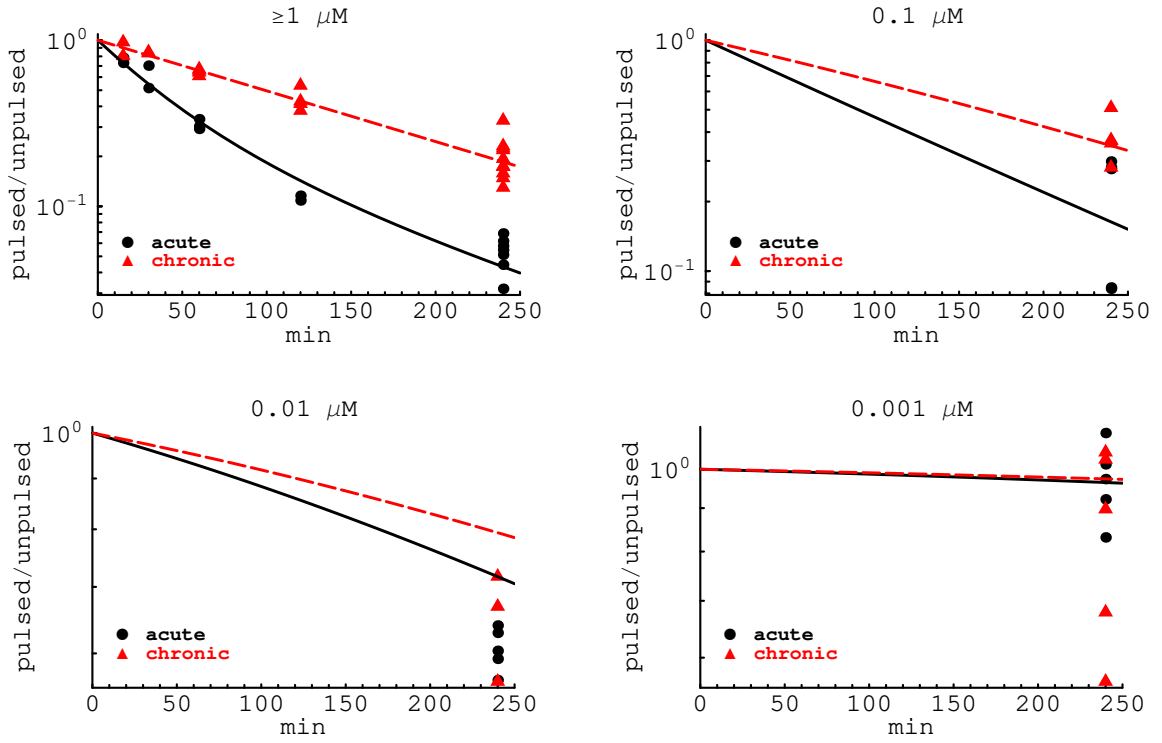 ≥1 μM
pulsed/unpulsed
10⁰
10⁻¹
acute
chronic
0 50 100 150 200 250
min
0.1 μM
pulsed/unpulsed
10⁰
10⁻¹
acute
chronic
0 50 100 150 200 250
min
0.01 μM
pulsed/unpulsed
10⁰
acute
chronic
0 50 100 150 200 250
min
0.001 μM
pulsed/unpulsed
10⁰
acute
chronic
0 50 100 150 200 250
min